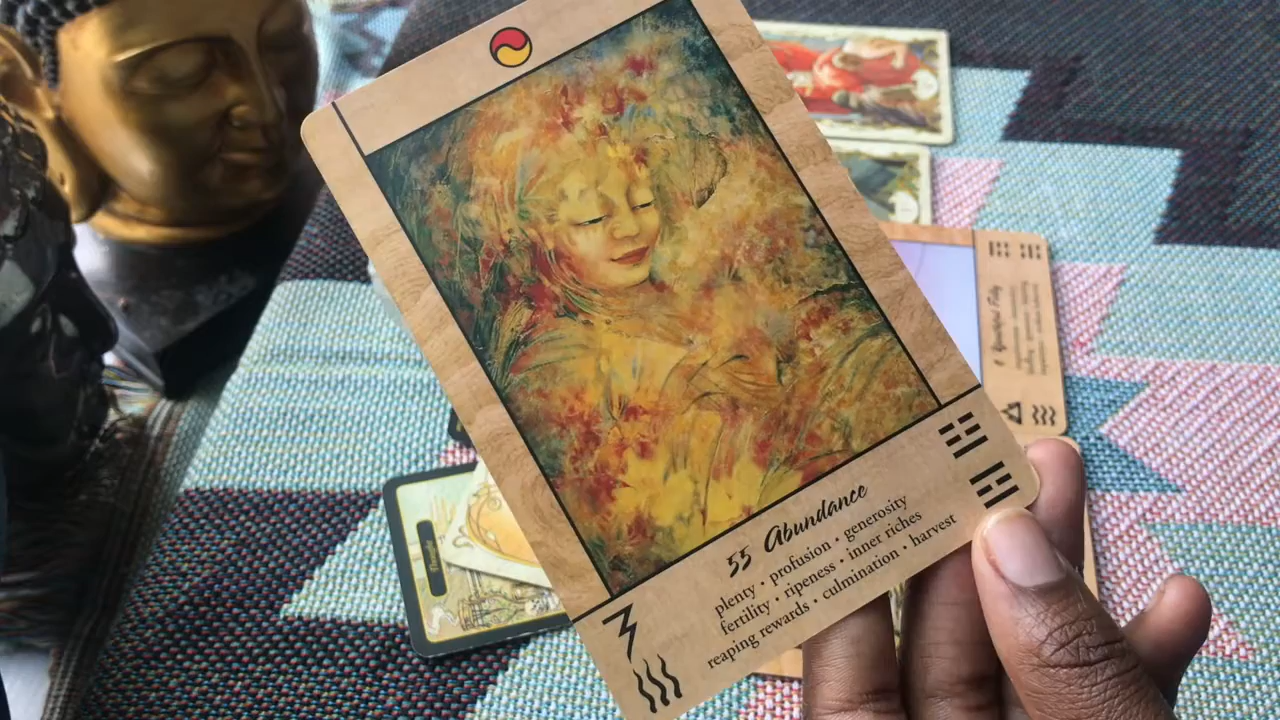 55 Abundance
plenty • profusion • generosity
fertility • ripeness • inner riches
reaping rewards • culmination • harvest